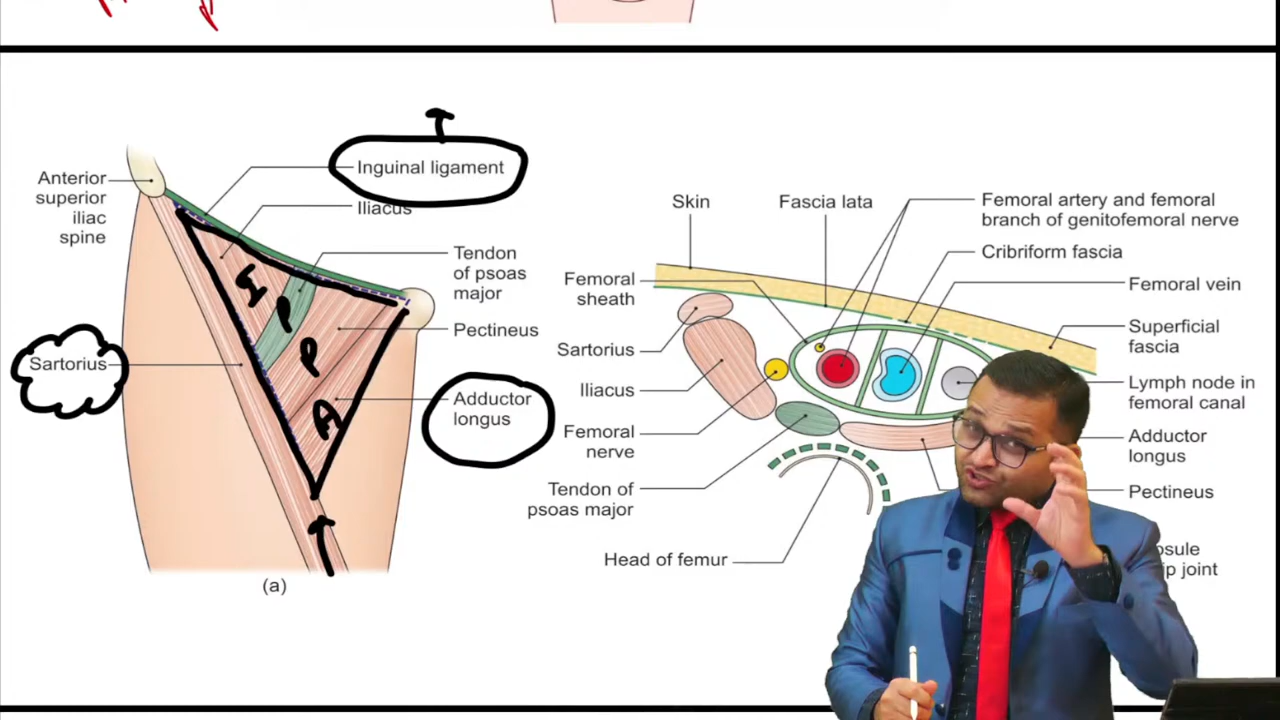 Inguinal ligament
Anterior
superior
iliac
spine
Iliacus
Tendon
of psoas
major
I
P
P
A
Pectineus
Sartorius
Adductor
longus
(a)
Skin
Fascia lata
Femoral artery and femoral
branch of genitofemoral nerve
Cribriform fascia
Femoral
sheath
Femoral vein
Superficial
fascia
Sartorius
Iliacus
Lymph node in
femoral canal
Femoral
nerve
Adductor
longus
Tendon of
psoas major
Pectineus
Head of femur